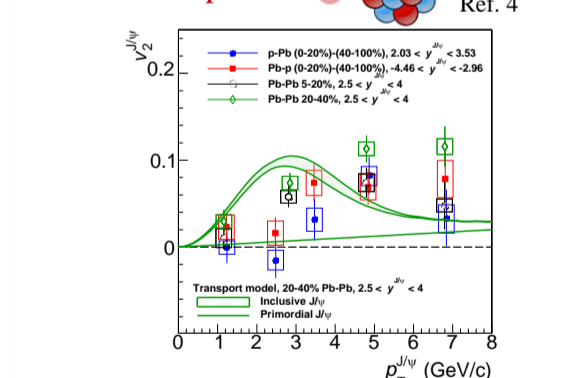 Ref. 4
v₂^J/ψ
p-Pb (0-20%)-(40-100%), 2.03 < y^J/ψ < 3.53
Pb-p (0-20%)-(40-100%), -4.46 < y^J/ψ < -2.96
Pb-Pb 5-20%, 2.5 < y^J/ψ < 4
Pb-Pb 20-40%, 2.5 < y^J/ψ < 4
0.2
0.1
0
Transport model, 20-40% Pb-Pb, 2.5 < y^J/ψ < 4
Inclusive J/ψ
Primordial J/ψ
0 1 2 3 4 5 6 7 8
p^J/ψ (GeV/c)